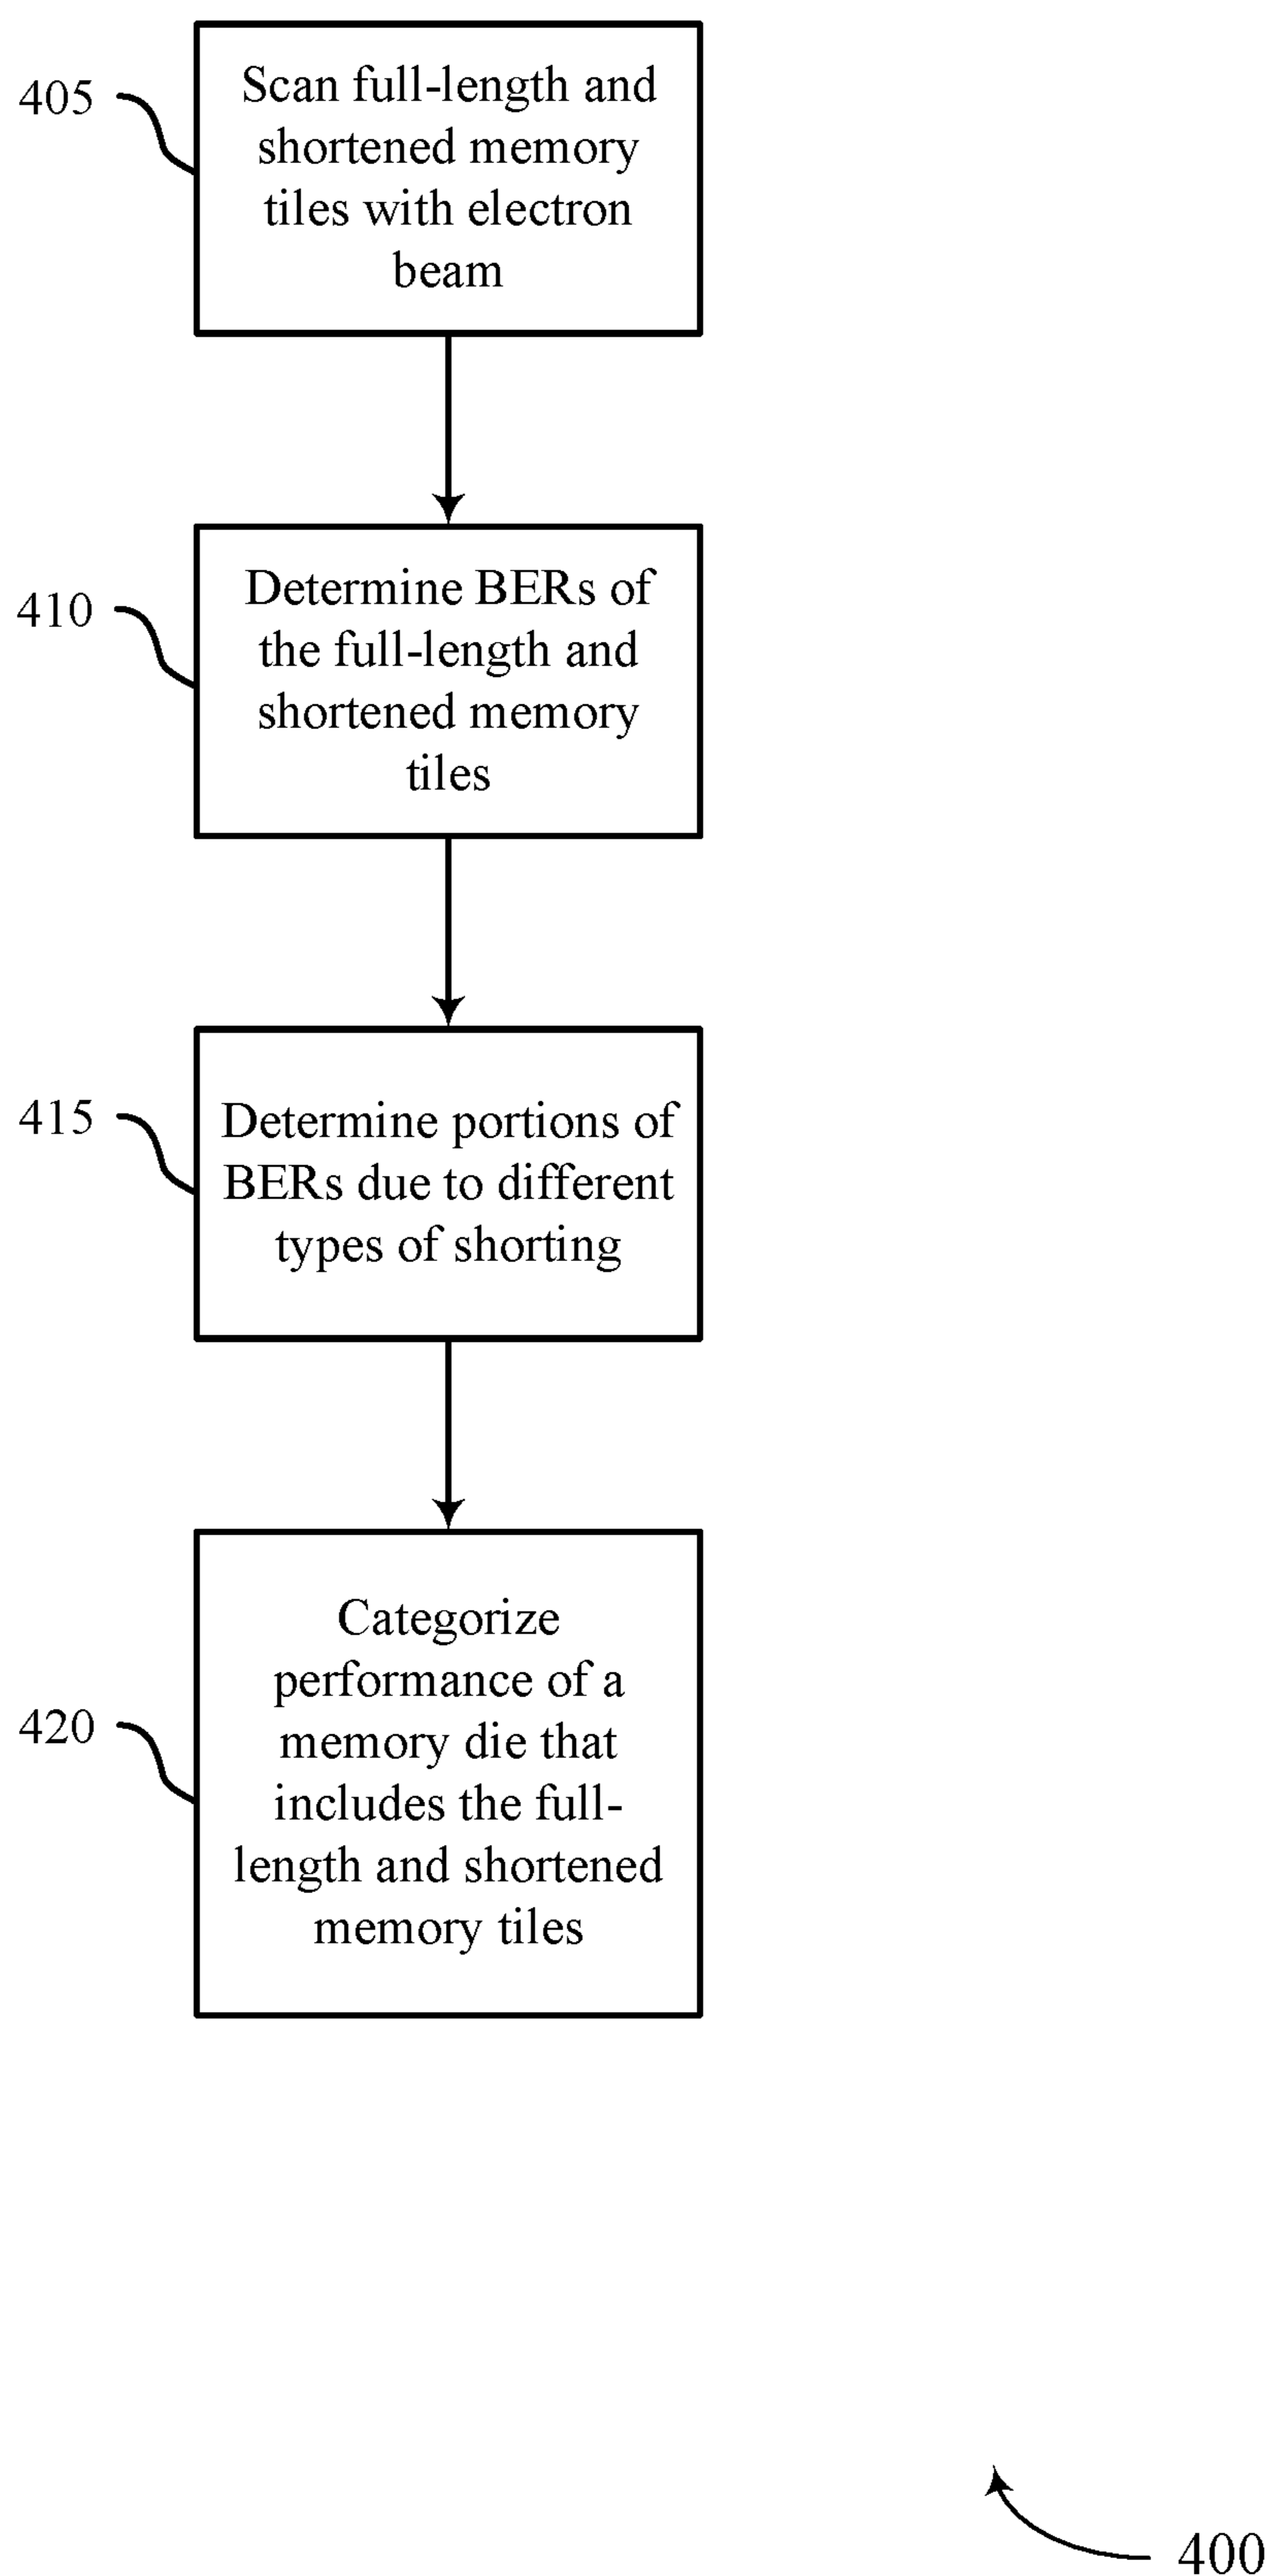 405
Scan full-length and
shortened memory
tiles with electron
beam
410
Determine BERs of
the full-length and
shortened memory
tiles
415
Determine portions of
BERs due to different
types of shorting
420
Categorize
performance of a
memory die that
includes the full-
length and shortened
memory tiles
400